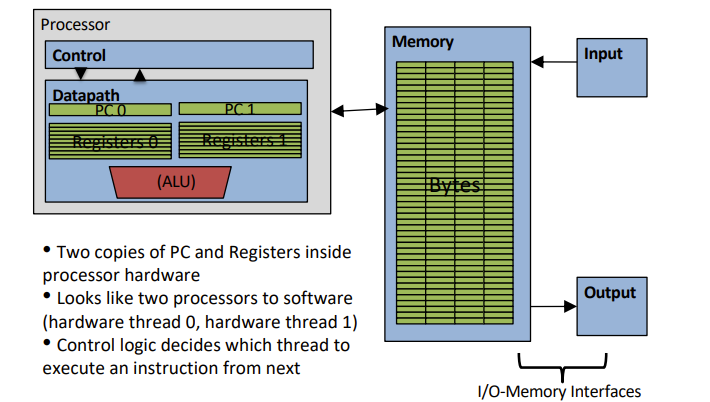 Processor
Control
Datapath
PC 0
PC 1
Registers 0
Registers 1
(ALU)
Memory
Bytes
Input
Output
I/O-Memory Interfaces
• Two copies of PC and Registers inside
processor hardware
• Looks like two processors to software
(hardware thread 0, hardware thread 1)
• Control logic decides which thread to
execute an instruction from next